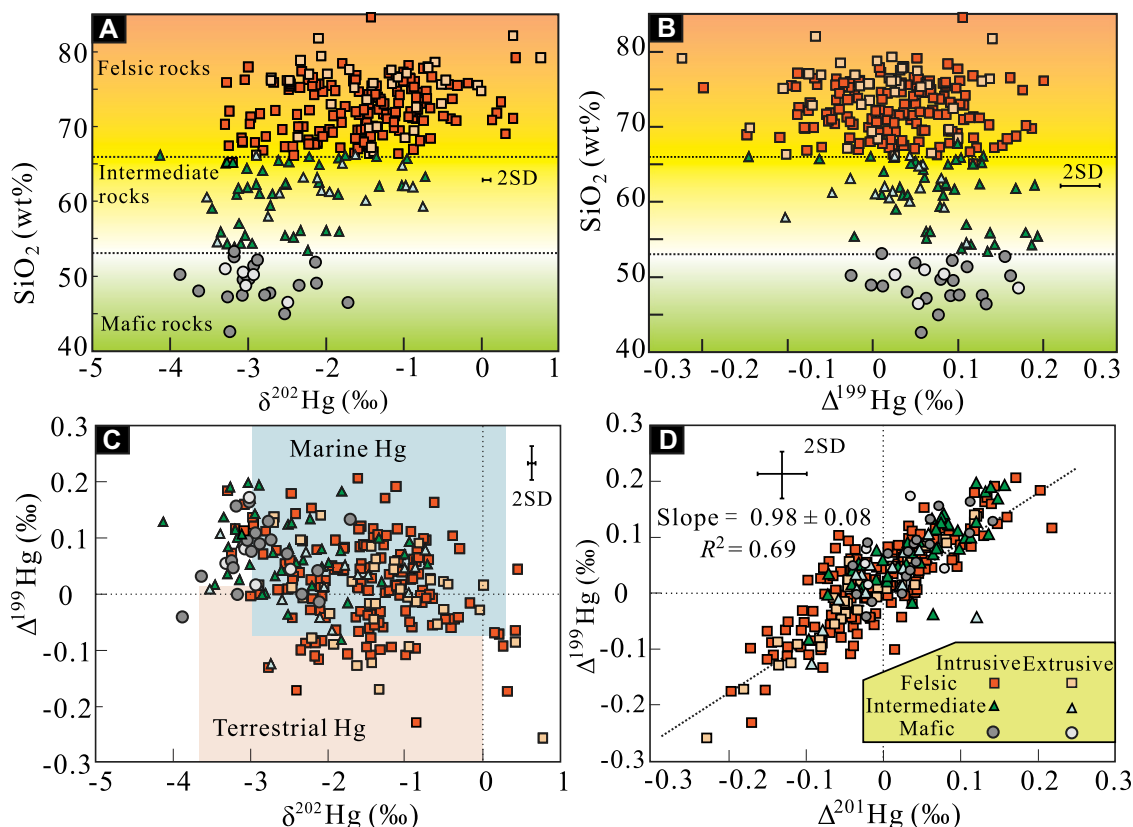 A
80
70
60
50
40
SiO₂ (wt%)
Felsic rocks
Intermediate
rocks
Mafic rocks
2SD
-5 -4 -3 -2 -1 0 1
δ²⁰²Hg (‰)
B
80
70
60
50
40
SiO₂ (wt%)
2SD
-0.3 -0.2 -0.1 0 0.1 0.2 0.3
Δ¹⁹⁹Hg (‰)
C
0.3
0.2
0.1
0
-0.1
-0.2
-0.3
Δ¹⁹⁹Hg (‰)
Marine Hg
2SD
Terrestrial Hg
-5 -4 -3 -2 -1 0 1
δ²⁰²Hg (‰)
D
0.3
0.2
0.1
0
-0.1
-0.2
-0.3
Δ¹⁹⁹Hg (‰)
2SD
Slope = 0.98 ± 0.08
R² = 0.69
Intrusive Extrusive
Felsic
Intermediate
Mafic
-0.3 -0.2 -0.1 0 0.1 0.2 0.3
Δ²⁰¹Hg (‰)